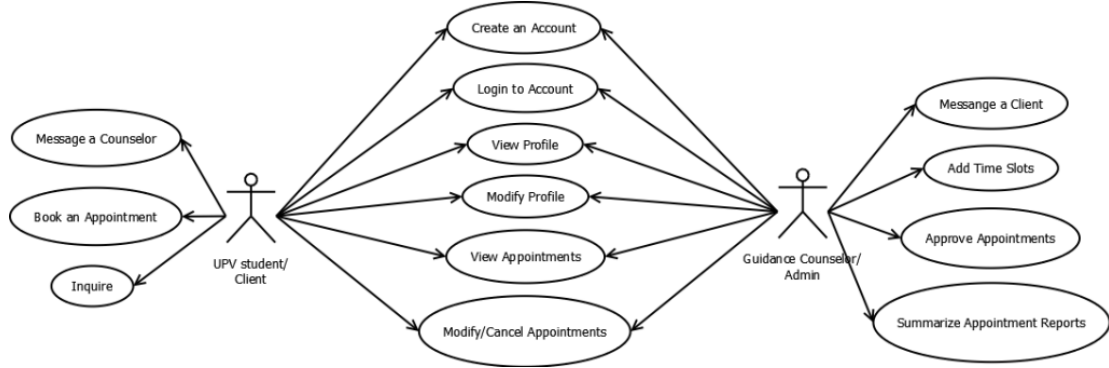 Create an Account
Login to Account
View Profile
Modify Profile
View Appointments
Modify/Cancel Appointments
Message a Counselor
Book an Appointment
Inquire
UPV student/
Client
Guidance Counselor/
Admin
Messange a Client
Add Time Slots
Approve Appointments
Summarize Appointment Reports